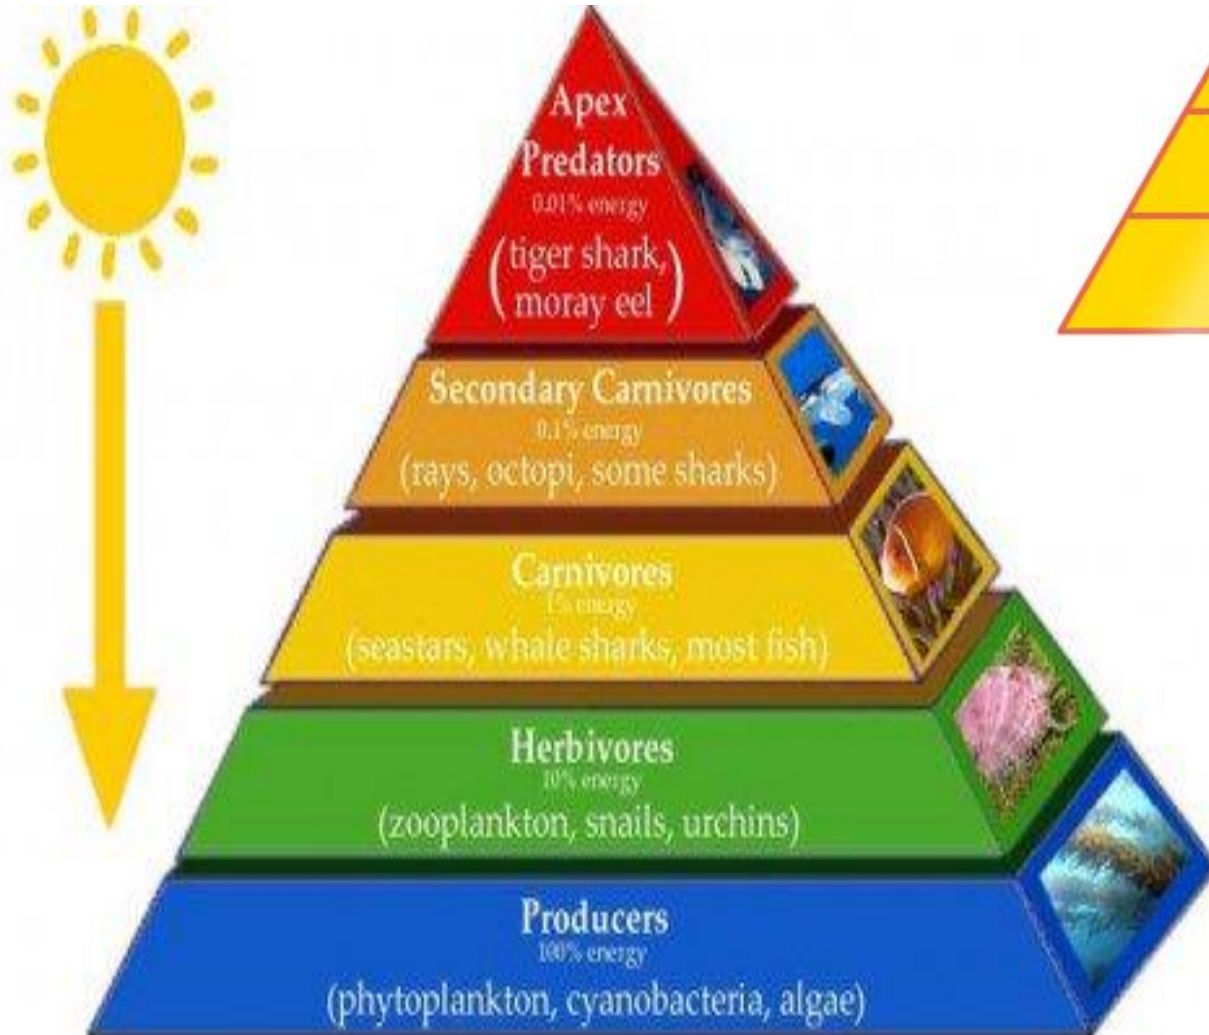 Apex
Predators
0.01% energy
(tiger shark,
moray eel)
Secondary Carnivores
0.1% energy
(rays, octopi, some sharks)
Carnivores
1% energy
(seastars, whale sharks, most fish)
Herbivores
10% energy
(zooplankton, snails, urchins)
Producers
100% energy
(phytoplankton, cyanobacteria, algae)